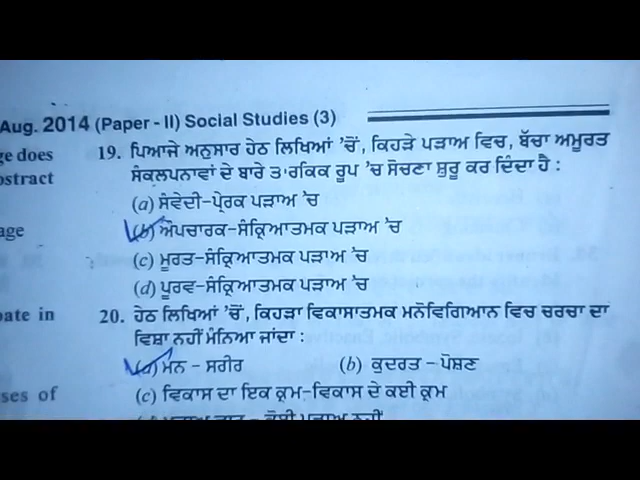 Aug. 2014 (Paper - II) Social Studies (3)
ge does
19. ਪਿਆਜੇ ਅਨੁਸਾਰ ਹੇਠ ਲਿਖਿਆਂ 'ਚੋਂ, ਕਿਹੜੇ ਪੜਾਅ ਵਿਚ, ਬੱਚਾ ਅਮੂਰਤ
bstract
ਸੰਕਲਪਨਾਵਾਂ ਦੇ ਬਾਰੇ ਤਾਰਕਿਕ ਰੂਪ 'ਚ ਸੋਚਣਾ ਸ਼ੁਰੂ ਕਰ ਦਿੰਦਾ ਹੈ :
(a) ਸੰਵੇਦੀ-ਪ੍ਰੇਰਕ ਪੜਾਅ 'ਚ
age
(b) ਔਪਚਾਰਕ-ਸੰਕ੍ਰਿਆਤਮਕ ਪੜਾਅ 'ਚ
(c) ਮੂਰਤ-ਸੰਕ੍ਰਿਆਤਮਕ ਪੜਾਅ 'ਚ
(d) ਪੂਰਵ-ਸੰਕ੍ਰਿਆਤਮਕ ਪੜਾਅ 'ਚ
bate in
20. ਹੇਠ ਲਿਖਿਆਂ 'ਚੋਂ, ਕਿਹੜਾ ਵਿਕਾਸਾਤਮਕ ਮਨੋਵਿਗਿਆਨ ਵਿਚ ਚਰਚਾ ਦਾ
ਵਿਸ਼ਾ ਨਹੀਂ ਮੰਨਿਆ ਜਾਂਦਾ :
(a) ਮਨ - ਸਰੀਰ (b) ਕੁਦਰਤ - ਪੋਸ਼ਣ
ses of
(c) ਵਿਕਾਸ ਦਾ ਇਕ ਕ੍ਰਮ-ਵਿਕਾਸ ਦੇ ਕਈ ਕ੍ਰਮ